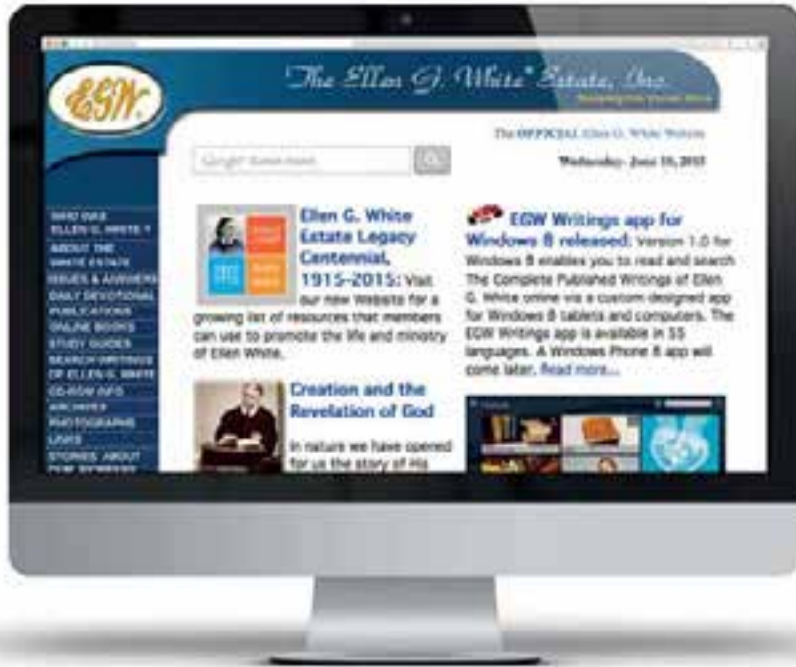 EGW
The Ellen G. White® Estate, Inc.
The OFFICIAL Ellen G. White Website
Wednesday, June 10, 2015
WHO WAS
ELLEN G. WHITE ?
ABOUT THE
WHITE ESTATE
ISSUES & ANSWERS
DAILY DEVOTIONAL
PUBLICATIONS
ONLINE BOOKS
STUDY GUIDES
SEARCH WRITINGS
OF ELLEN G. WHITE
CD-ROM INFO
ARCHIVES
PHOTOGRAPHS
LINKS
STORIES ABOUT
Ellen G. White
Estate Legacy
Centennial,
1915-2015: Visit
our new Website for a
growing list of resources that members
can use to promote the life and ministry
of Ellen White.
Creation and the
Revelation of God
In nature we have opened
for us the story of His
EGW Writings app for
Windows 8 released: Version 1.0 for
Windows 8 enables you to read and search
The Complete Published Writings of Ellen
G. White online via a custom designed app
for Windows 8 tablets and computers. The
EGW Writings app is available in 55
languages. A Windows Phone 8 app will
come later. Read more...